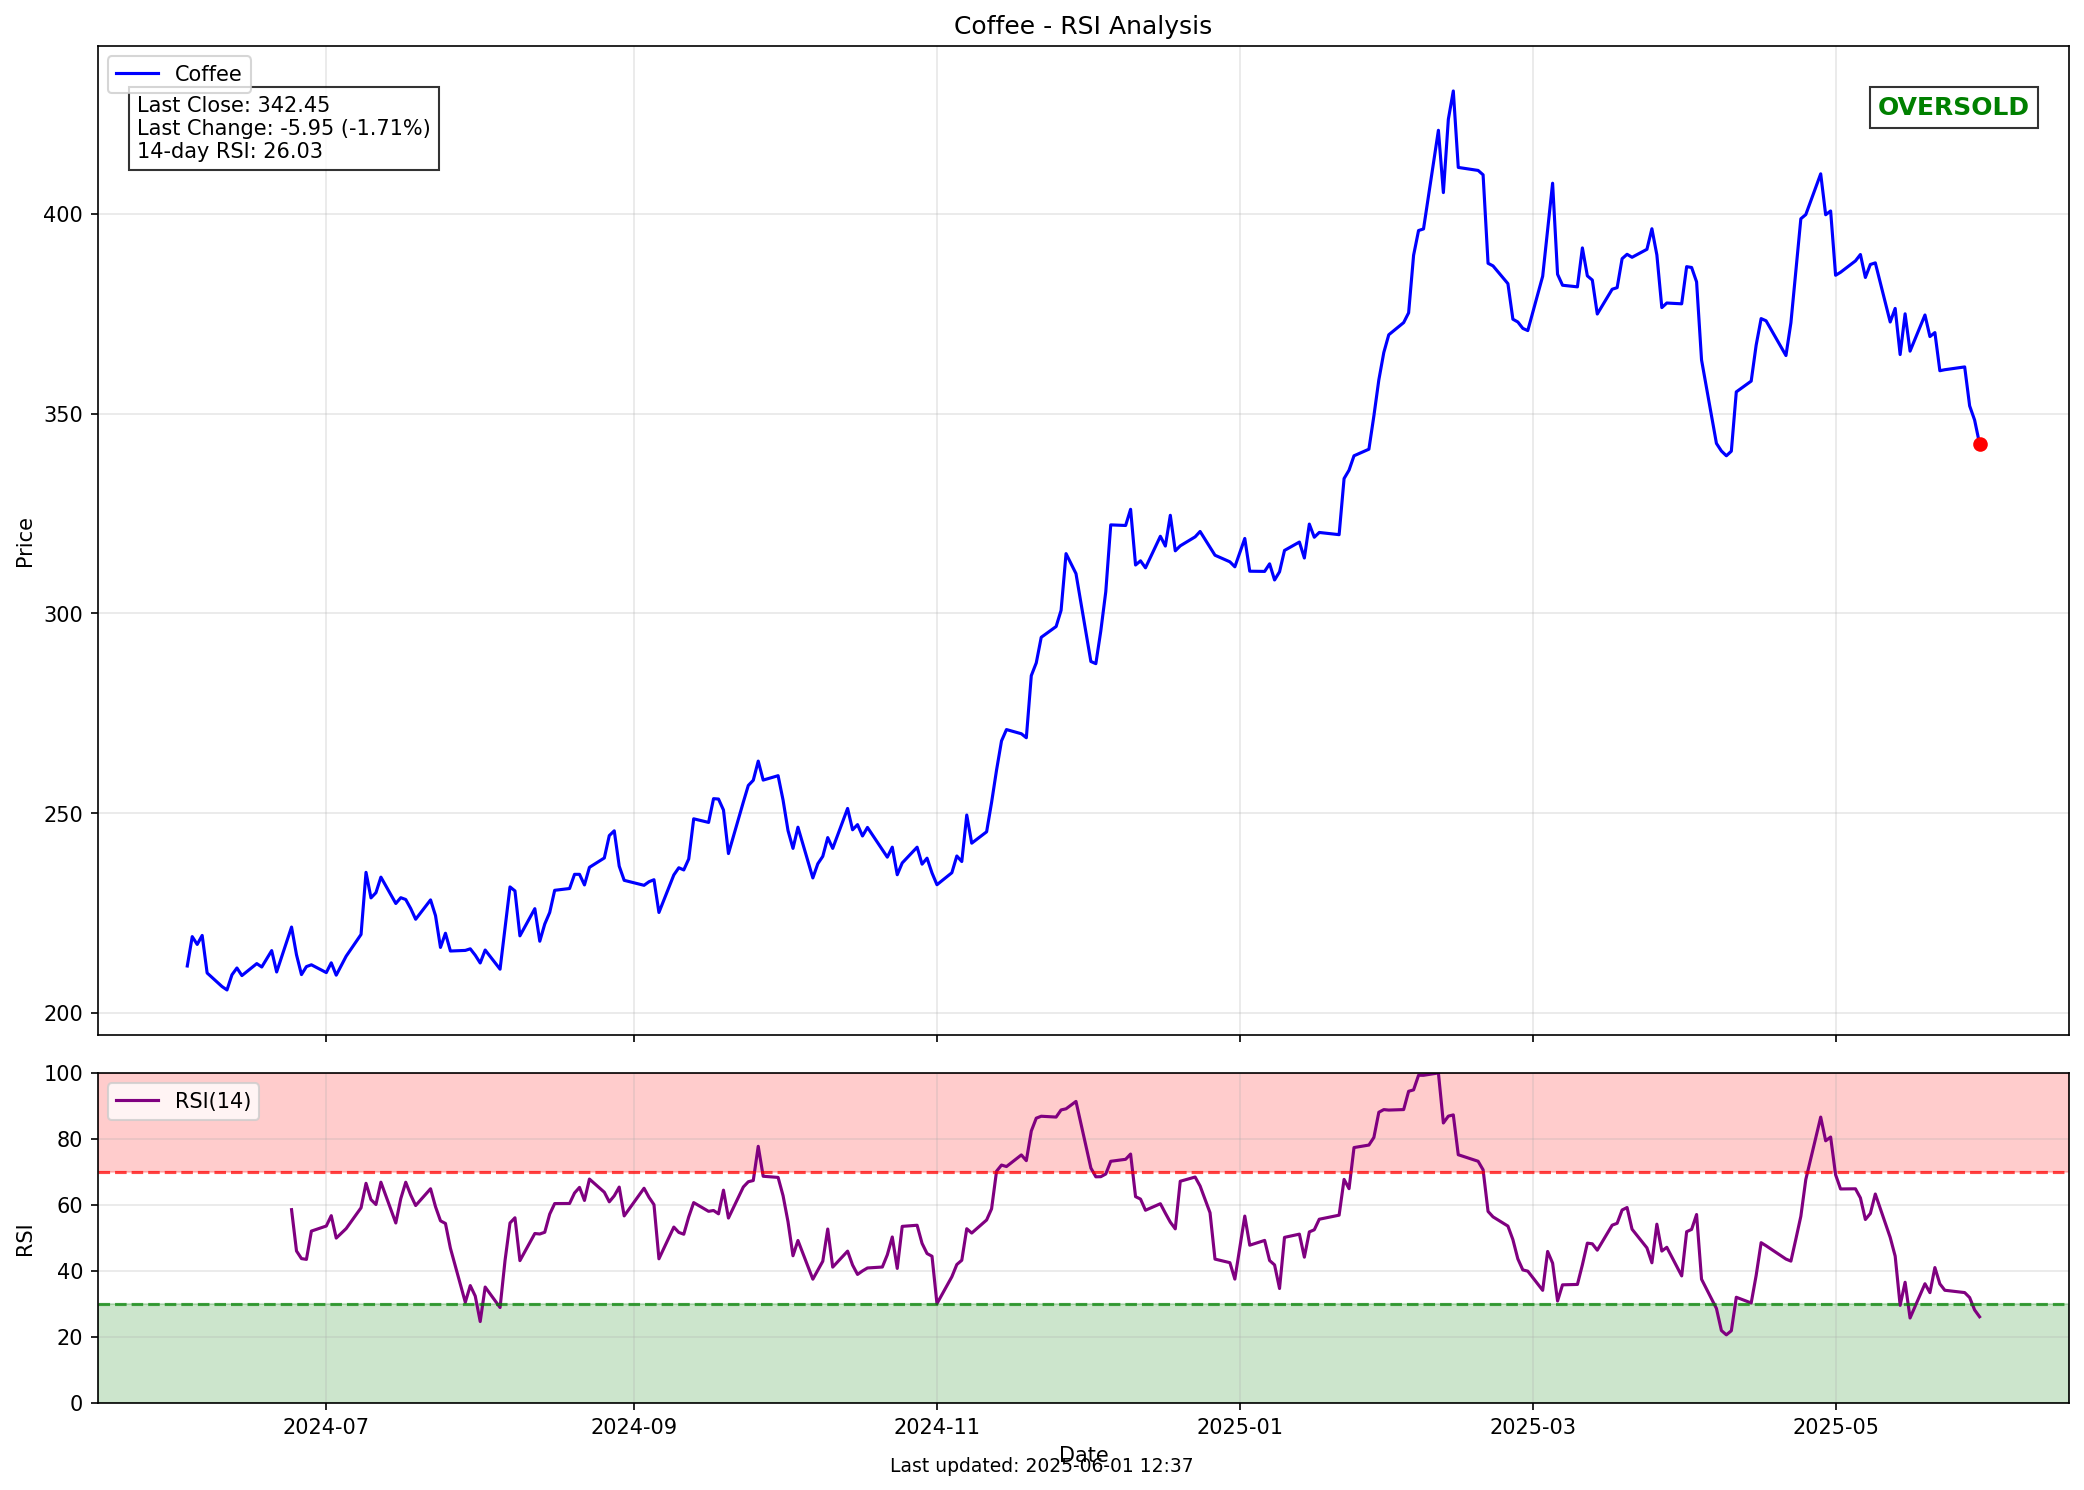 Coffee - RSI Analysis
Coffee
Last Close: 342.45
Last Change: -5.95 (-1.71%)
14-day RSI: 26.03
OVERSOLD
Price
400
350
300
250
200
RSI(14)
RSI
100
80
60
40
20
0
2024-07
2024-09
2024-11
2025-01
2025-03
2025-05
Date
Last updated: 2025-06-01 12:37